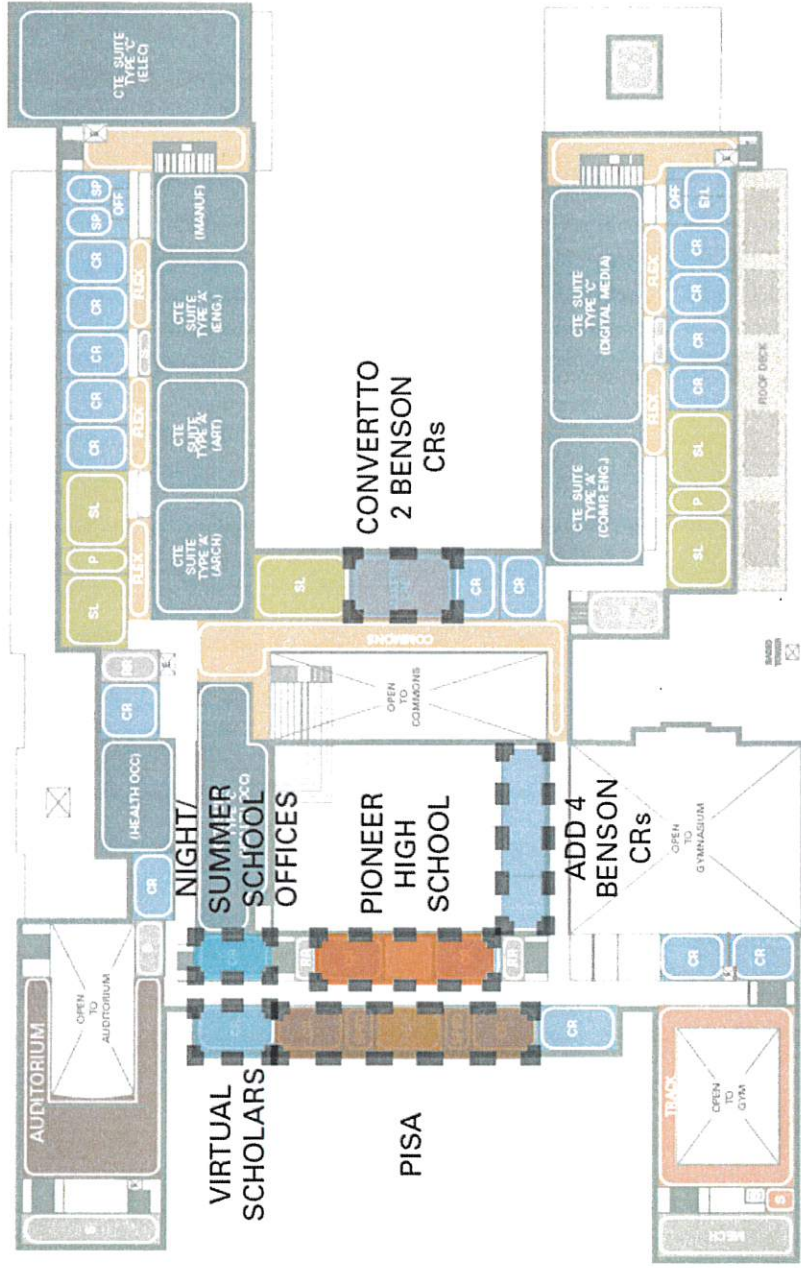 AUDITORIUM
OPEN
TO
AUDITORIUM
CR
(HEALTH OCC)
CR
SL
P
SL
CR
CR
CR
CR
CR
SP
SP
OFF
CTE SUITE
TYPE 'C'
(ELEC)
FLEX
FLEX
FLEX
CTE
SUITE
TYPE 'A'
(ARCH)
CTE
SUITE
TYPE 'A'
(ART)
CTE
SUITE
TYPE 'A'
(ENG.)
(MANUF)
NIGHT/
SUMMER
SCHOOL
OFFICES
VIRTUAL
SCHOLARS
PISA
PIONEER
HIGH
SCHOOL
ADD 4
BENSON
CRs
CONVERT TO
2 BENSON
CRs
COMMONS
OPEN
TO
COMMONS
SL
CR
CR
CR
CR
CR
OPEN
TO
GYMNASIUM
TRACK
OPEN
TO
GYM
S
MECH
CTE SUITE
TYPE 'A'
(COMP. ENG.)
CTE SUITE
TYPE 'C'
(DIGITAL MEDIA)
FLEX
FLEX
SL
P
SL
CR
CR
CR
CR
OFF
E/L
ROOF DECK
RADIO
TOWER